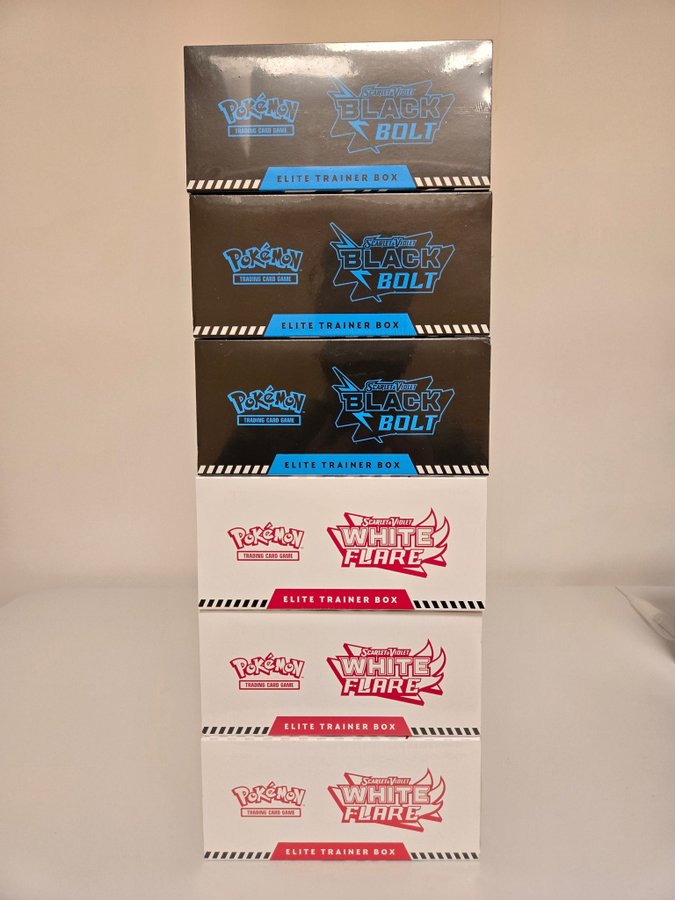 Pokémon
TRADING CARD GAME
SCARLET & VIOLET
BLACK
BOLT
ELITE TRAINER BOX
Pokémon
TRADING CARD GAME
SCARLET & VIOLET
BLACK
BOLT
ELITE TRAINER BOX
Pokémon
TRADING CARD GAME
SCARLET & VIOLET
BLACK
BOLT
ELITE TRAINER BOX
Pokémon
TRADING CARD GAME
SCARLET & VIOLET
WHITE
FLARE
ELITE TRAINER BOX
Pokémon
TRADING CARD GAME
SCARLET & VIOLET
WHITE
FLARE
ELITE TRAINER BOX
Pokémon
TRADING CARD GAME
SCARLET & VIOLET
WHITE
FLARE
ELITE TRAINER BOX